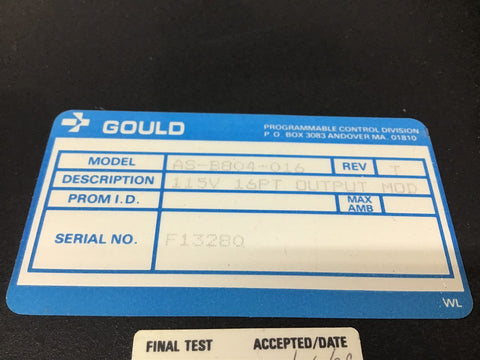 GOULD
PROGRAMMABLE CONTROL DIVISION
P.O. BOX 3083 ANDOVER MA. 01810
MODEL AS-B804-016 REV T
DESCRIPTION 115V 16PT OUTPUT MOD
PROM I.D. MAX AMB
SERIAL NO. F13280
WL
FINAL TEST ACCEPTED/DATE